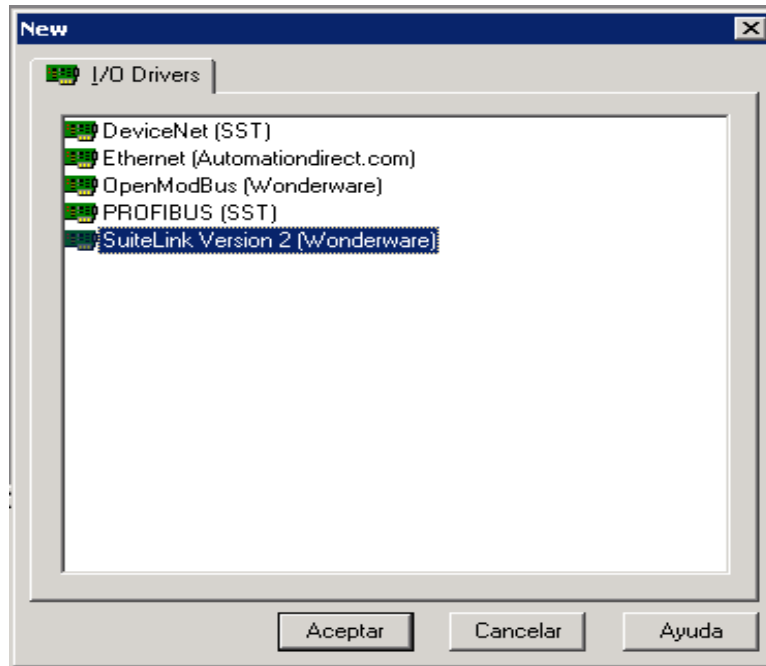 New
I/O Drivers
DeviceNet (SST)
Ethernet (Automationdirect.com)
OpenModBus (Wonderware)
PROFIBUS (SST)
SuiteLink Version 2 (Wonderware)
Aceptar Cancelar Ayuda